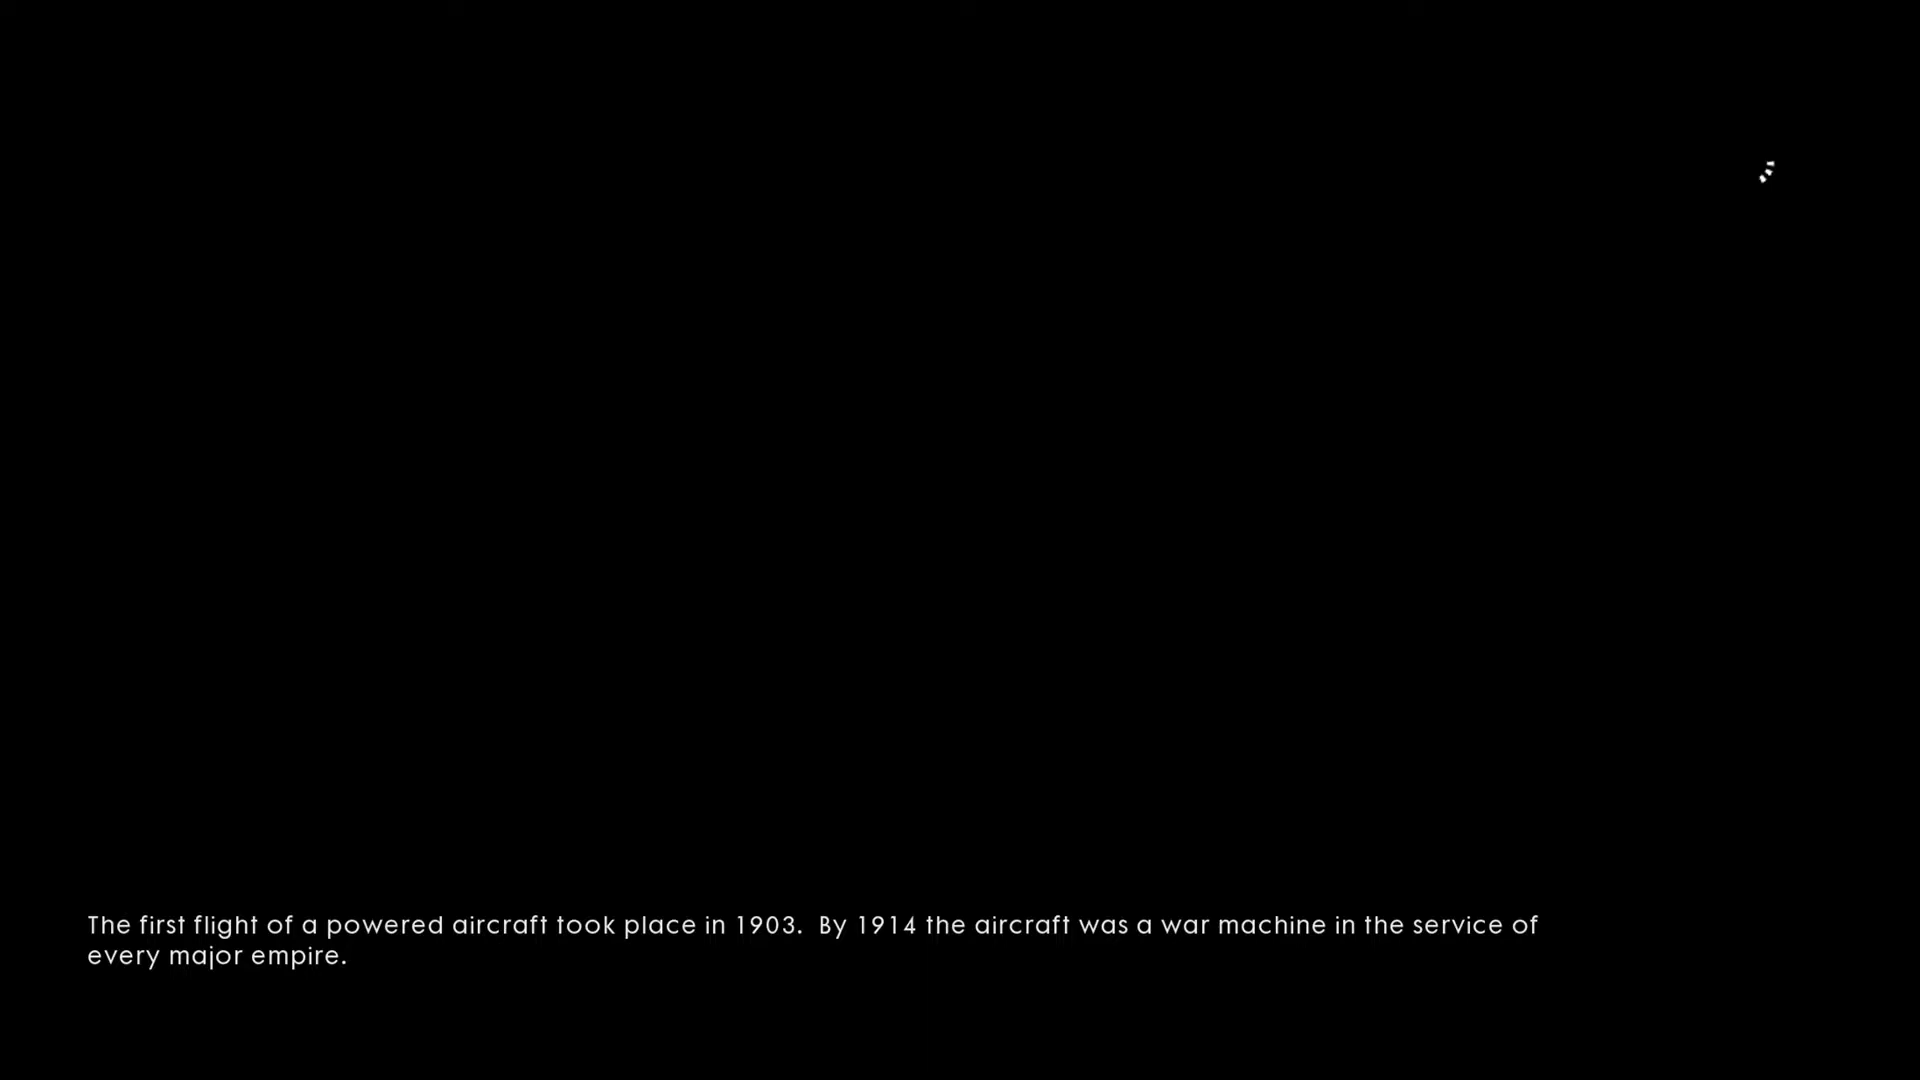 The first flight of a powered aircraft took place in 1903.  By 1914 the aircraft was a war machine in the service of
every major empire.